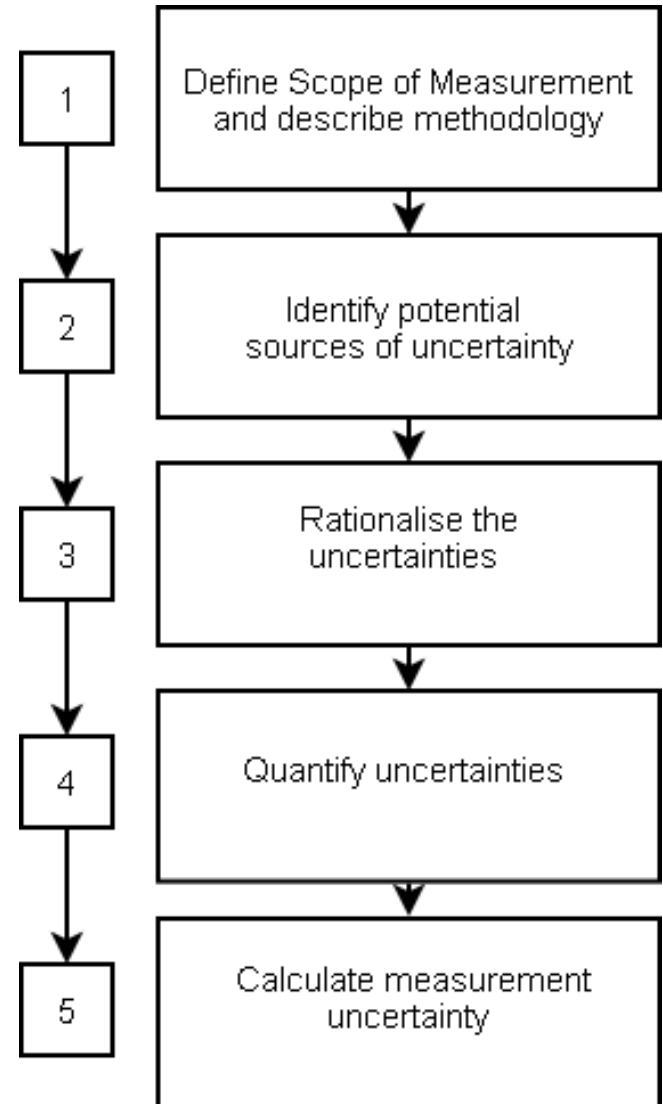 1
Define Scope of Measurement
and describe methodology
2
Identify potential
sources of uncertainty
3
Rationalise the
uncertainties
4
Quantify uncertainties
5
Calculate measurement
uncertainty